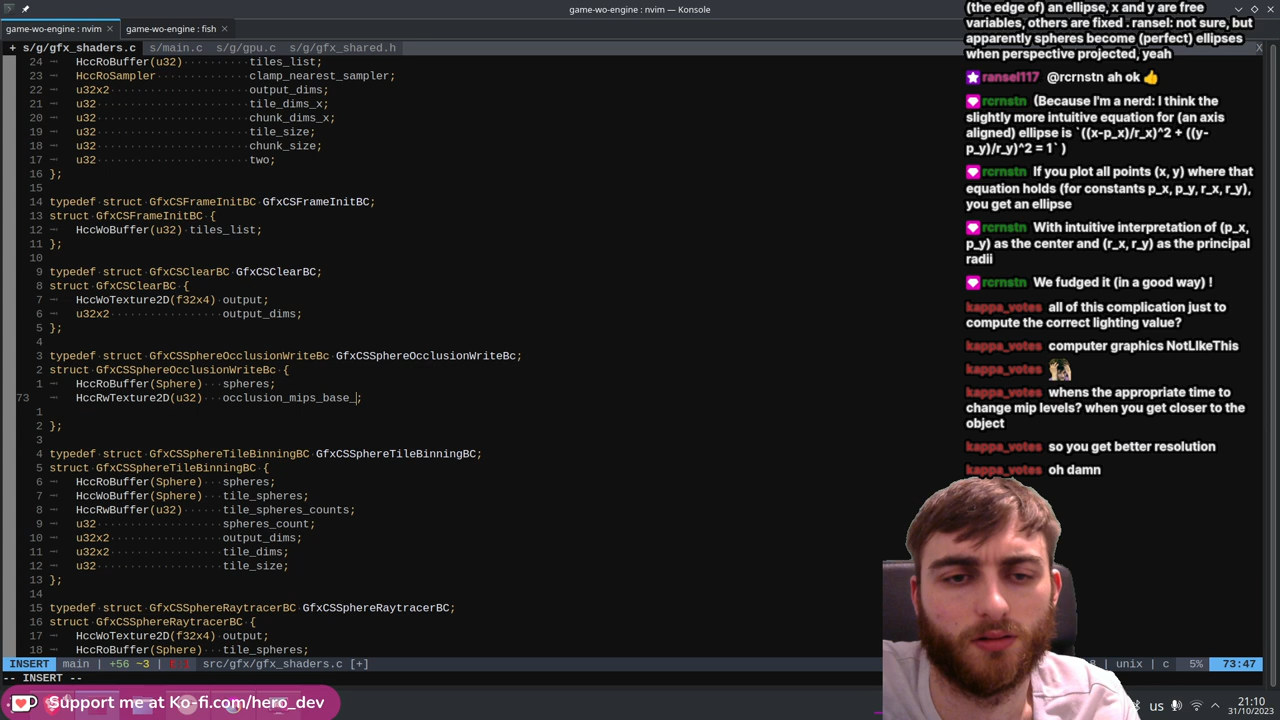 game-wo-engine : nvim — Konsole
game-wo-engine : nvim
game-wo-engine : fish
+ s/g/gfx_shaders.c s/main.c s/g/gpu.c s/g/gfx_shared.h X
24 HccRoBuffer(u32) tiles_list;
23 HccRoSampler clamp_nearest_sampler;
22 u32x2 output_dims;
21 u32 tile_dims_x;
20 u32 chunk_dims_x;
19 u32 tile_size;
18 u32 chunk_size;
17 u32 two;
16 };
15
14 typedef struct GfxCSFrameInitBC GfxCSFrameInitBC;
13 struct GfxCSFrameInitBC {
12 HccWoBuffer(u32) tiles_list;
11 };
10
9 typedef struct GfxCSClearBC GfxCSClearBC;
8 struct GfxCSClearBC {
7 HccWoTexture2D(f32x4) output;
6 u32x2 output_dims;
5 };
4
3 typedef struct GfxCSSphereOcclusionWriteBc GfxCSSphereOcclusionWriteBc;
2 struct GfxCSSphereOcclusionWriteBc {
1 HccRoBuffer(Sphere) spheres;
73 HccRwTexture2D(u32) occlusion_mips_base_;
1
2 };
3
4 typedef struct GfxCSSphereTileBinningBC GfxCSSphereTileBinningBC;
5 struct GfxCSSphereTileBinningBC {
6 HccRoBuffer(Sphere) spheres;
7 HccWoBuffer(Sphere) tile_spheres;
8 HccRwBuffer(u32) tile_spheres_counts;
9 u32 spheres_count;
10 u32x2 output_dims;
11 u32x2 tile_dims;
12 u32 tile_size;
13 };
14
15 typedef struct GfxCSSphereRaytracerBC GfxCSSphereRaytracerBC;
16 struct GfxCSSphereRaytracerBC {
17 HccWoTexture2D(f32x4) output;
18 HccRoBuffer(Sphere) tile_spheres;
INSERT main | +56 ~3 | src/gfx/gfx_shaders.c [+] | unix | c 5% 73:47
-- INSERT --
(the edge of) an ellipse, x and y are free
variables, others are fixed . ransel: not sure, but
apparently spheres become (perfect) ellipses
when perspective projected, yeah
ransel117 @rcrnstn ah ok 👍
rcrnstn (Because I'm a nerd: I think the
slightly more intuitive equation for (an axis
aligned) ellipse is `((x-p_x)/r_x)^2 + ((y-
p_y)/r_y)^2 = 1` )
rcrnstn If you plot all points (x, y) where that
equation holds (for constants p_x, p_y, r_x, r_y),
you get an ellipse
rcrnstn With intuitive interpretation of (p_x,
p_y) as the center and (r_x, r_y) as the principal
radii
rcrnstn We fudged it (in a good way) !
kappa_votes all of this complication just to
compute the correct lighting value?
kappa_votes computer graphics NotLIkeThis
kappa_votes
kappa_votes whens the appropriate time to
change mip levels? when you get closer to the
object
kappa_votes so you get better resolution
kappa_votes oh damn
Support me at Ko-fi.com/hero_dev
us
21:10
31/10/2023